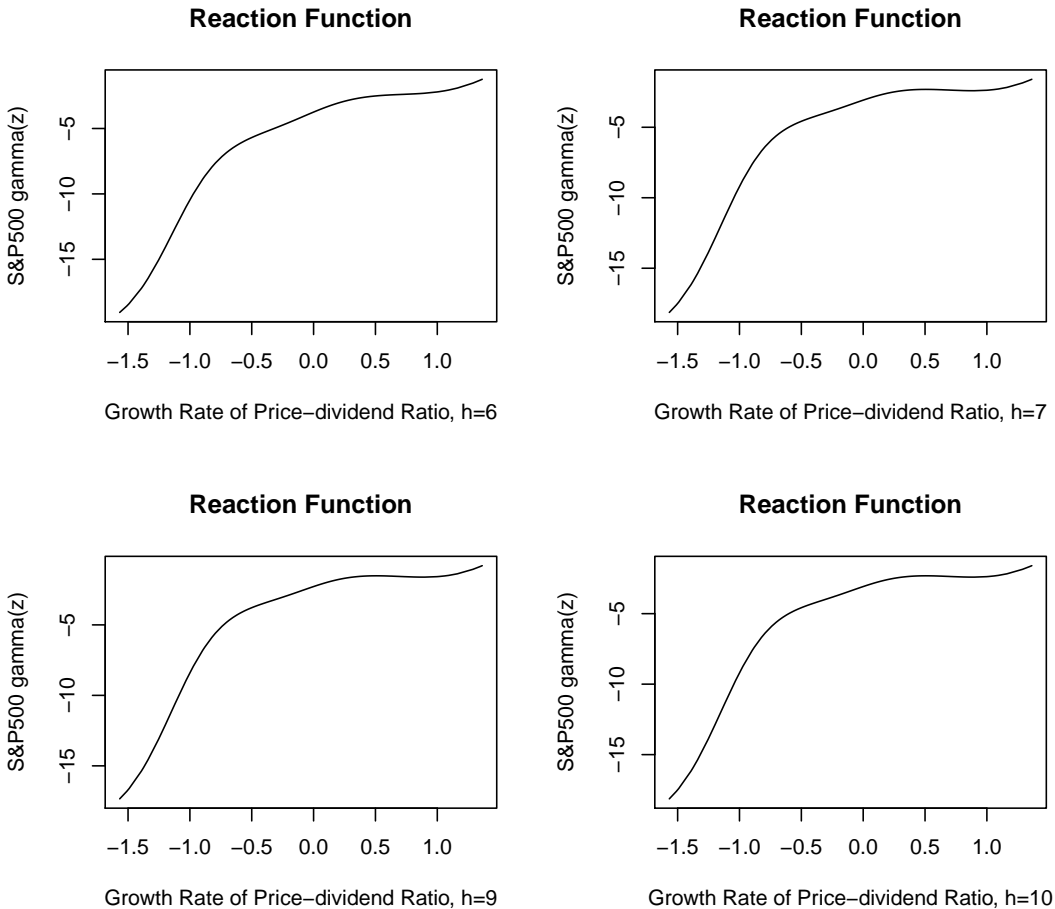 Reaction Function
S&P500 gamma(z)
−5
−10
−15
−1.5 −1.0 −0.5 0.0 0.5 1.0
Growth Rate of Price−dividend Ratio, h=6
Reaction Function
S&P500 gamma(z)
−5
−10
−15
−1.5 −1.0 −0.5 0.0 0.5 1.0
Growth Rate of Price−dividend Ratio, h=7
Reaction Function
S&P500 gamma(z)
−5
−10
−15
−1.5 −1.0 −0.5 0.0 0.5 1.0
Growth Rate of Price−dividend Ratio, h=9
Reaction Function
S&P500 gamma(z)
−5
−10
−15
−1.5 −1.0 −0.5 0.0 0.5 1.0
Growth Rate of Price−dividend Ratio, h=10